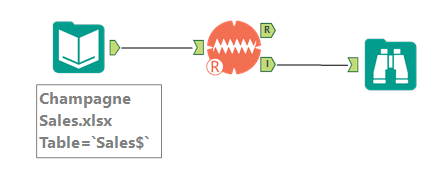 R
R
I
Champagne
Sales.xlsx
Table=`Sales$`